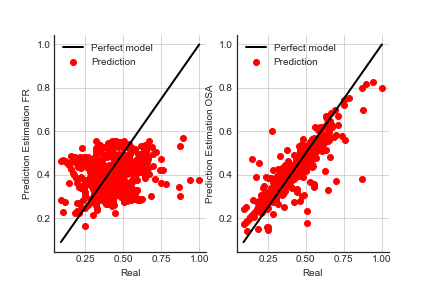 Prediction Estimation FR
1.0
0.8
0.6
0.4
0.2
Perfect model
Prediction
0.25
0.50
0.75
1.00
Real
Prediction Estimation OSA
1.0
0.8
0.6
0.4
0.2
Perfect model
Prediction
0.25
0.50
0.75
1.00
Real